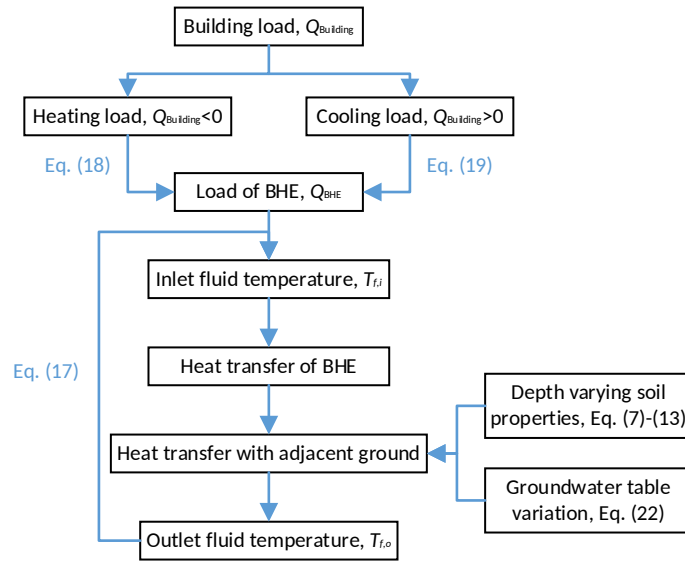 Building load, QBuilding
Heating load, QBuilding<0
Cooling load, QBuilding>0
Eq. (18)
Eq. (19)
Load of BHE, QBHE
Inlet fluid temperature, Tf,i
Eq. (17)
Heat transfer of BHE
Depth varying soil
properties, Eq. (7)-(13)
Heat transfer with adjacent ground
Groundwater table
variation, Eq. (22)
Outlet fluid temperature, Tf,o